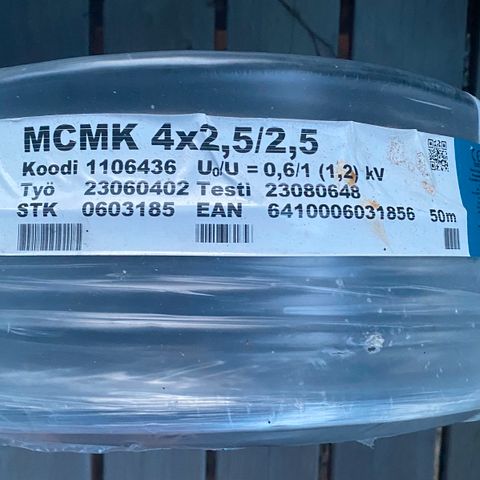 MCMK 4x2,5/2,5
Koodi 1106436 U₀/U = 0,6/1 (1,2) kV
Työ 23060402 Testi 23080648
STK 0603185 EAN 6410006031856 50m